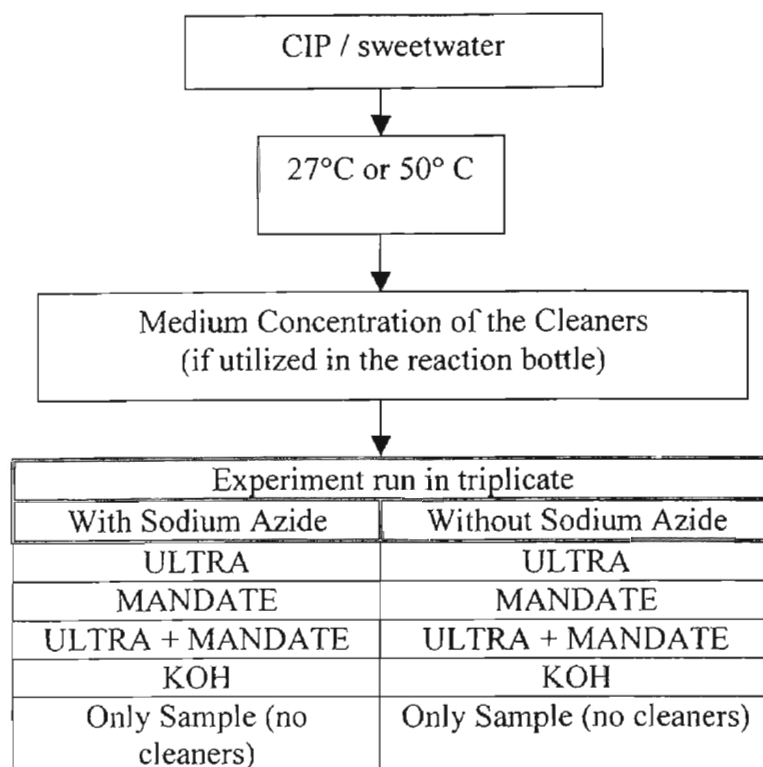 CIP / sweetwater
27°C or 50° C
Medium Concentration of the Cleaners
(if utilized in the reaction bottle)
Experiment run in triplicate
With Sodium Azide Without Sodium Azide
ULTRA ULTRA
MANDATE MANDATE
ULTRA + MANDATE ULTRA + MANDATE
KOH KOH
Only Sample (no Only Sample (no cleaners)
cleaners)